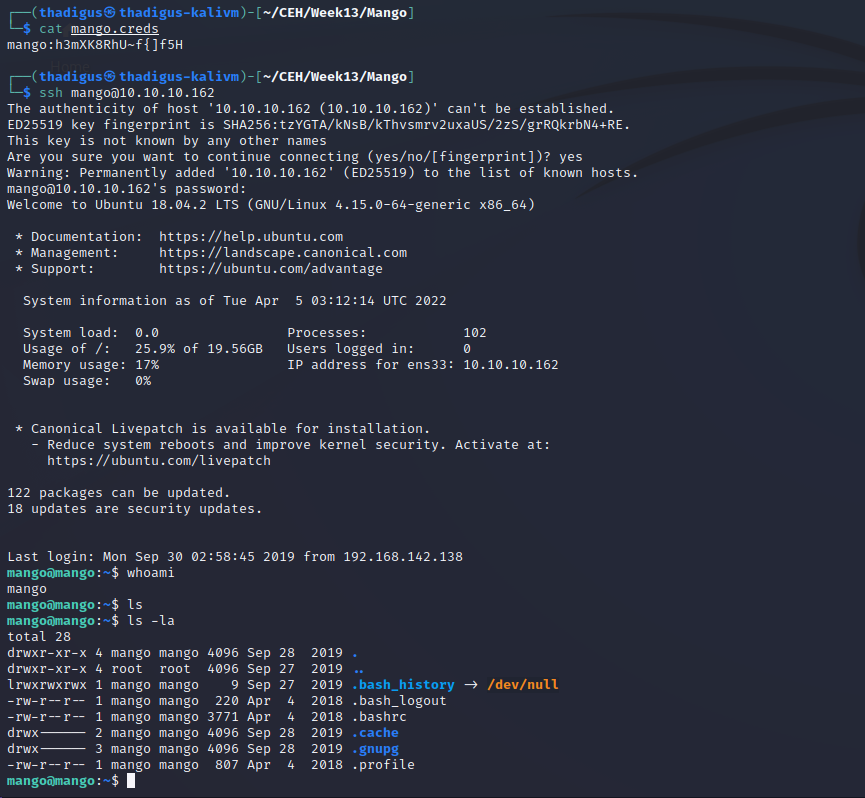 ┌──(thadigus㉿thadigus-kalivm)-[~/CEH/Week13/Mango]
└─$ cat mango.creds
mango:h3mXK8RhU~f{]f5H
┌──(thadigus㉿thadigus-kalivm)-[~/CEH/Week13/Mango]
└─$ ssh mango@10.10.10.162
The authenticity of host '10.10.10.162 (10.10.10.162)' can't be established.
ED25519 key fingerprint is SHA256:tzYGTA/kNsB/kThvsmrv2uxaUS/2zS/grRQkrbN4+RE.
This key is not known by any other names
Are you sure you want to continue connecting (yes/no/[fingerprint])? yes
Warning: Permanently added '10.10.10.162' (ED25519) to the list of known hosts.
mango@10.10.10.162's password:
Welcome to Ubuntu 18.04.2 LTS (GNU/Linux 4.15.0-64-generic x86_64)
 * Documentation:  https://help.ubuntu.com
 * Management:     https://landscape.canonical.com
 * Support:        https://ubuntu.com/advantage
  System information as of Tue Apr  5 03:12:14 UTC 2022
  System load:  0.0                Processes:            102
  Usage of /:   25.9% of 19.56GB   Users logged in:      0
  Memory usage: 17%                IP address for ens33: 10.10.10.162
  Swap usage:   0%
 * Canonical Livepatch is available for installation.
   - Reduce system reboots and improve kernel security. Activate at:
     https://ubuntu.com/livepatch
122 packages can be updated.
18 updates are security updates.
Last login: Mon Sep 30 02:58:45 2019 from 192.168.142.138
mango@mango:~$ whoami
mango
mango@mango:~$ ls
mango@mango:~$ ls -la
total 28
drwxr-xr-x 4 mango mango 4096 Sep 28  2019 .
drwxr-xr-x 4 root  root  4096 Sep 27  2019 ..
lrwxrwxrwx 1 mango mango    9 Sep 27  2019 .bash_history -> /dev/null
-rw-r--r-- 1 mango mango  220 Apr  4  2018 .bash_logout
-rw-r--r-- 1 mango mango 3771 Apr  4  2018 .bashrc
drwx------ 2 mango mango 4096 Sep 28  2019 .cache
drwx------ 3 mango mango 4096 Sep 28  2019 .gnupg
-rw-r--r-- 1 mango mango  807 Apr  4  2018 .profile
mango@mango:~$